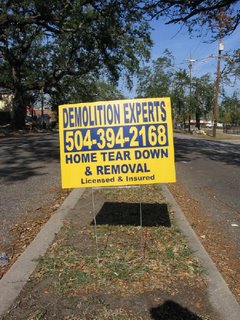 DEMOLITION EXPERTS
504-394-2168
HOME TEAR DOWN
& REMOVAL
Licensed & Insured